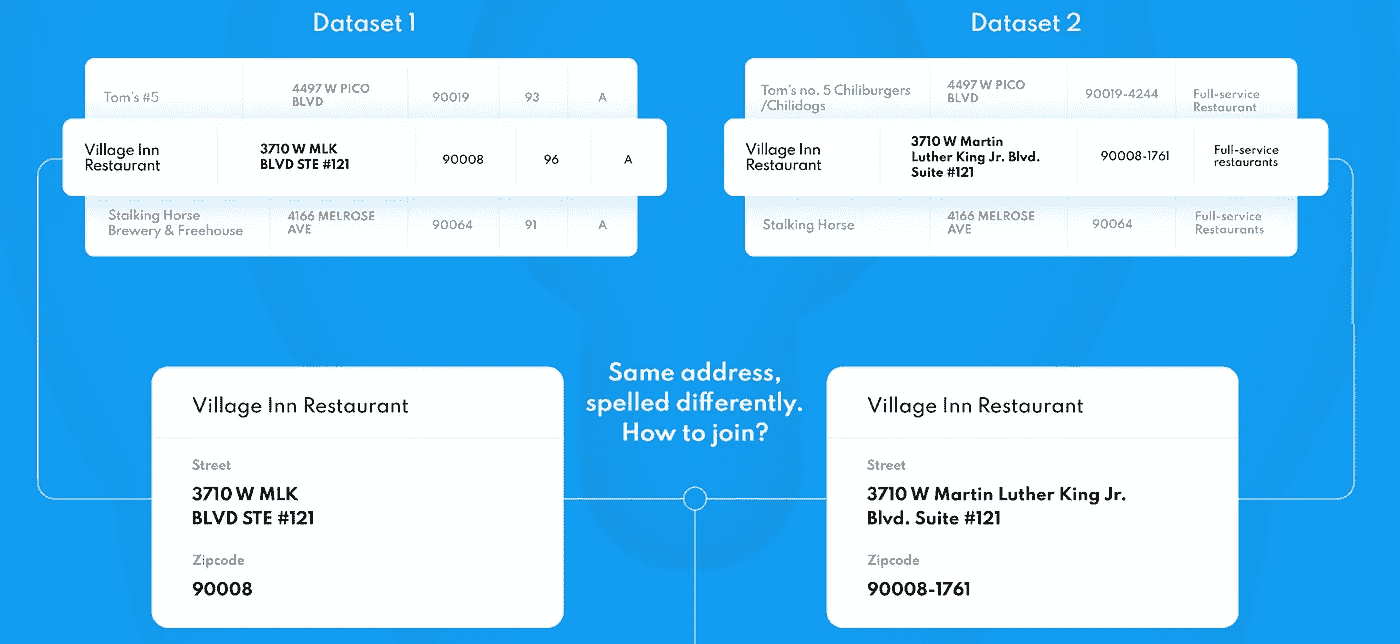 Dataset 1
Tom's #5
4497 W PICO
BLVD
90019
93
A
Village Inn
Restaurant
3710 W MLK
BLVD STE #121
90008
96
A
Stalking Horse
Brewery & Freehouse
4166 MELROSE
AVE
90064
91
A
Dataset 2
Tom's no. 5 Chiliburgers
/Chilidogs
4497 W PICO
BLVD
90019-4244
Full-service
Restaurant
Village Inn
Restaurant
3710 W Martin
Luther King Jr. Blvd.
Suite #121
90008-1761
Full-service
restaurants
Stalking Horse
4166 MELROSE
AVE
90064
Full-service
Restaurants
Same address,
spelled differently.
How to join?
Village Inn Restaurant
Street
3710 W MLK
BLVD STE #121
Zipcode
90008
Village Inn Restaurant
Street
3710 W Martin Luther King Jr.
Blvd. Suite #121
Zipcode
90008-1761